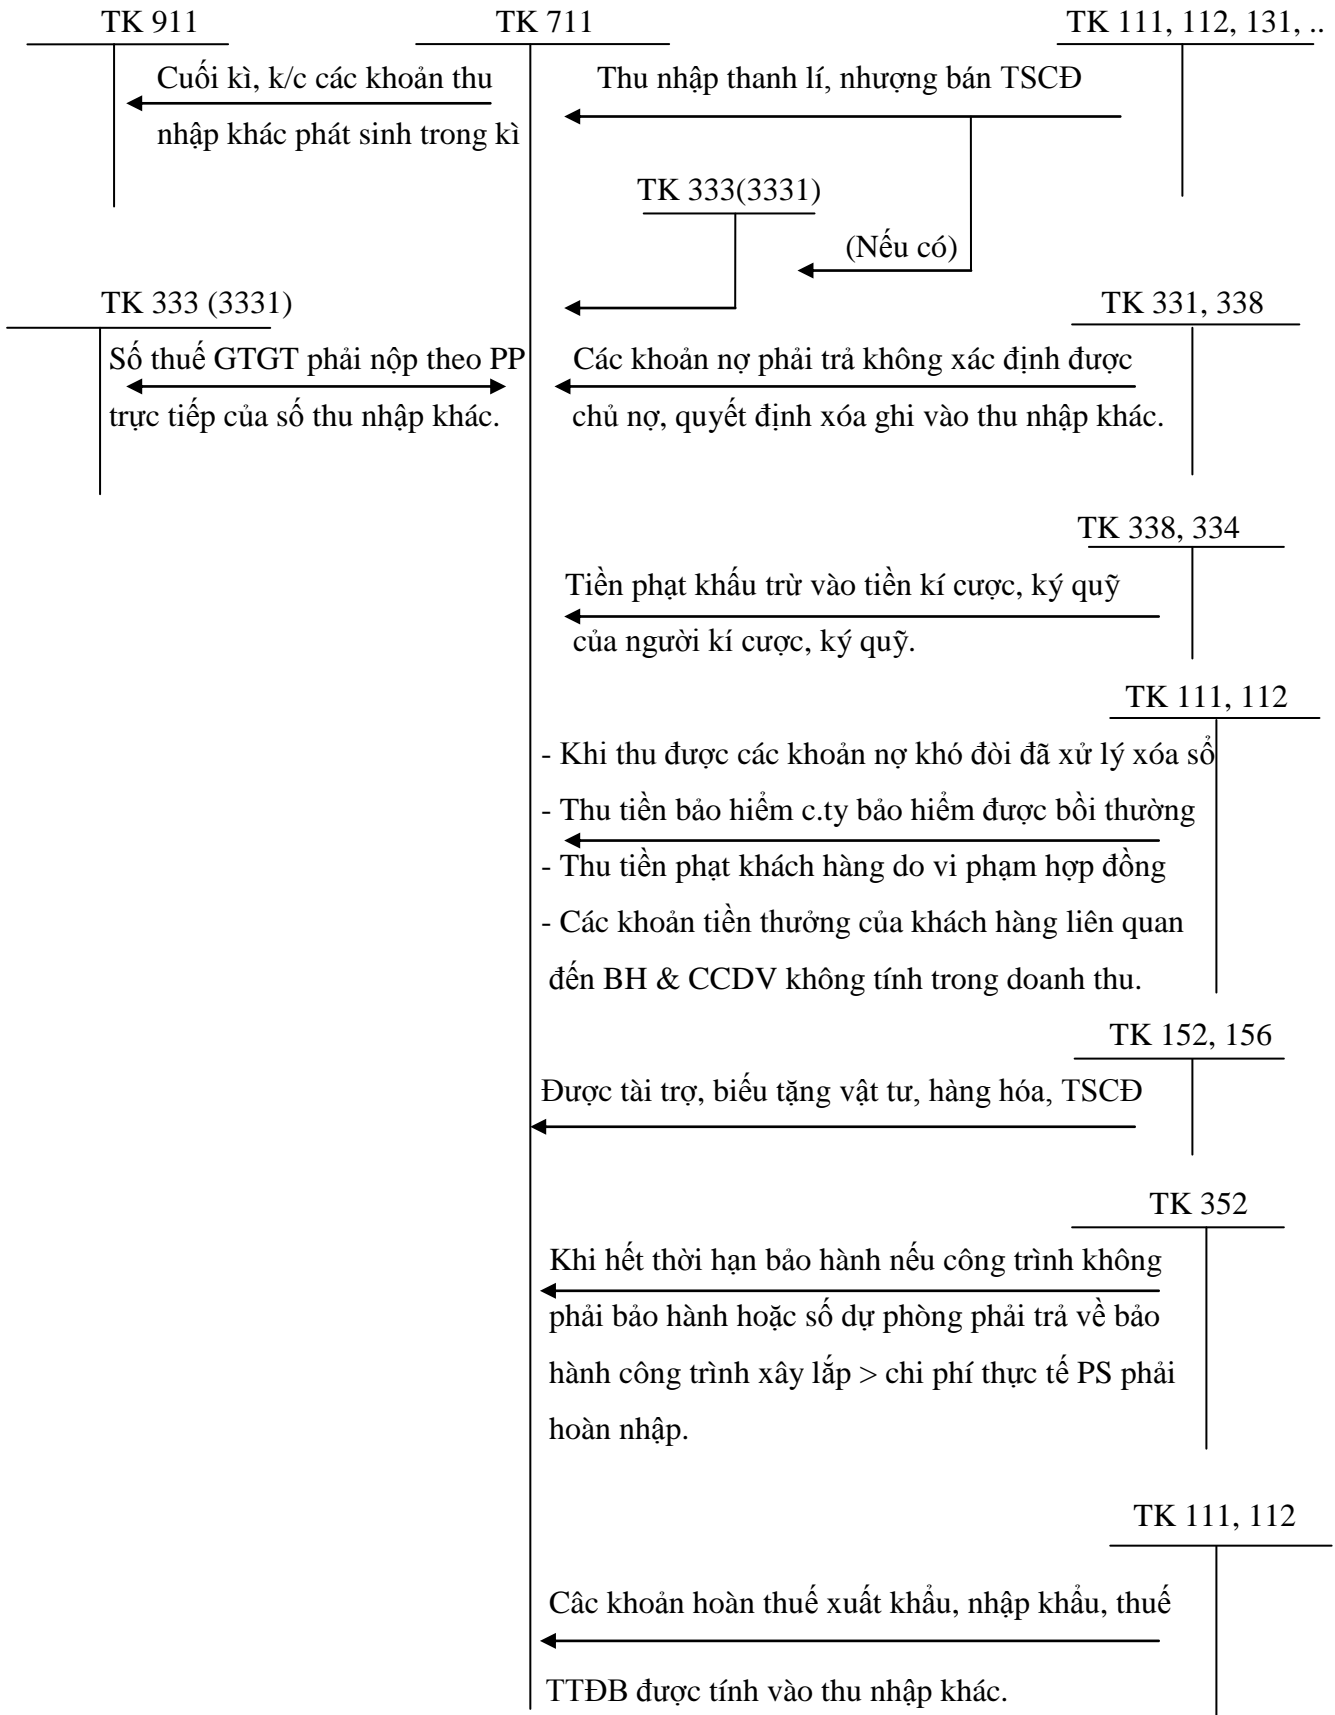 TK 911
TK 711
TK 111, 112, 131, ..
Cuối kì, k/c các khoản thu
nhập khác phát sinh trong kì
Thu nhập thanh lí, nhượng bán TSCĐ
TK 333(3331)
(Nếu có)
TK 333 (3331)
Số thuế GTGT phải nộp theo PP
trực tiếp của số thu nhập khác.
TK 331, 338
Các khoản nợ phải trả không xác định được
chủ nợ, quyết định xóa ghi vào thu nhập khác.
TK 338, 334
Tiền phạt khấu trừ vào tiền kí cược, ký quỹ
của người kí cược, ký quỹ.
TK 111, 112
- Khi thu được các khoản nợ khó đòi đã xử lý xóa sổ
- Thu tiền bảo hiểm c.ty bảo hiểm được bồi thường
- Thu tiền phạt khách hàng do vi phạm hợp đồng
- Các khoản tiền thưởng của khách hàng liên quan
đến BH & CCDV không tính trong doanh thu.
TK 152, 156
Được tài trợ, biếu tặng vật tư, hàng hóa, TSCĐ
TK 352
Khi hết thời hạn bảo hành nếu công trình không
phải bảo hành hoặc số dự phòng phải trả về bảo
hành công trình xây lắp > chi phí thực tế PS phải
hoàn nhập.
TK 111, 112
Câc khoản hoàn thuế xuất khẩu, nhập khẩu, thuế
TTĐB được tính vào thu nhập khác.